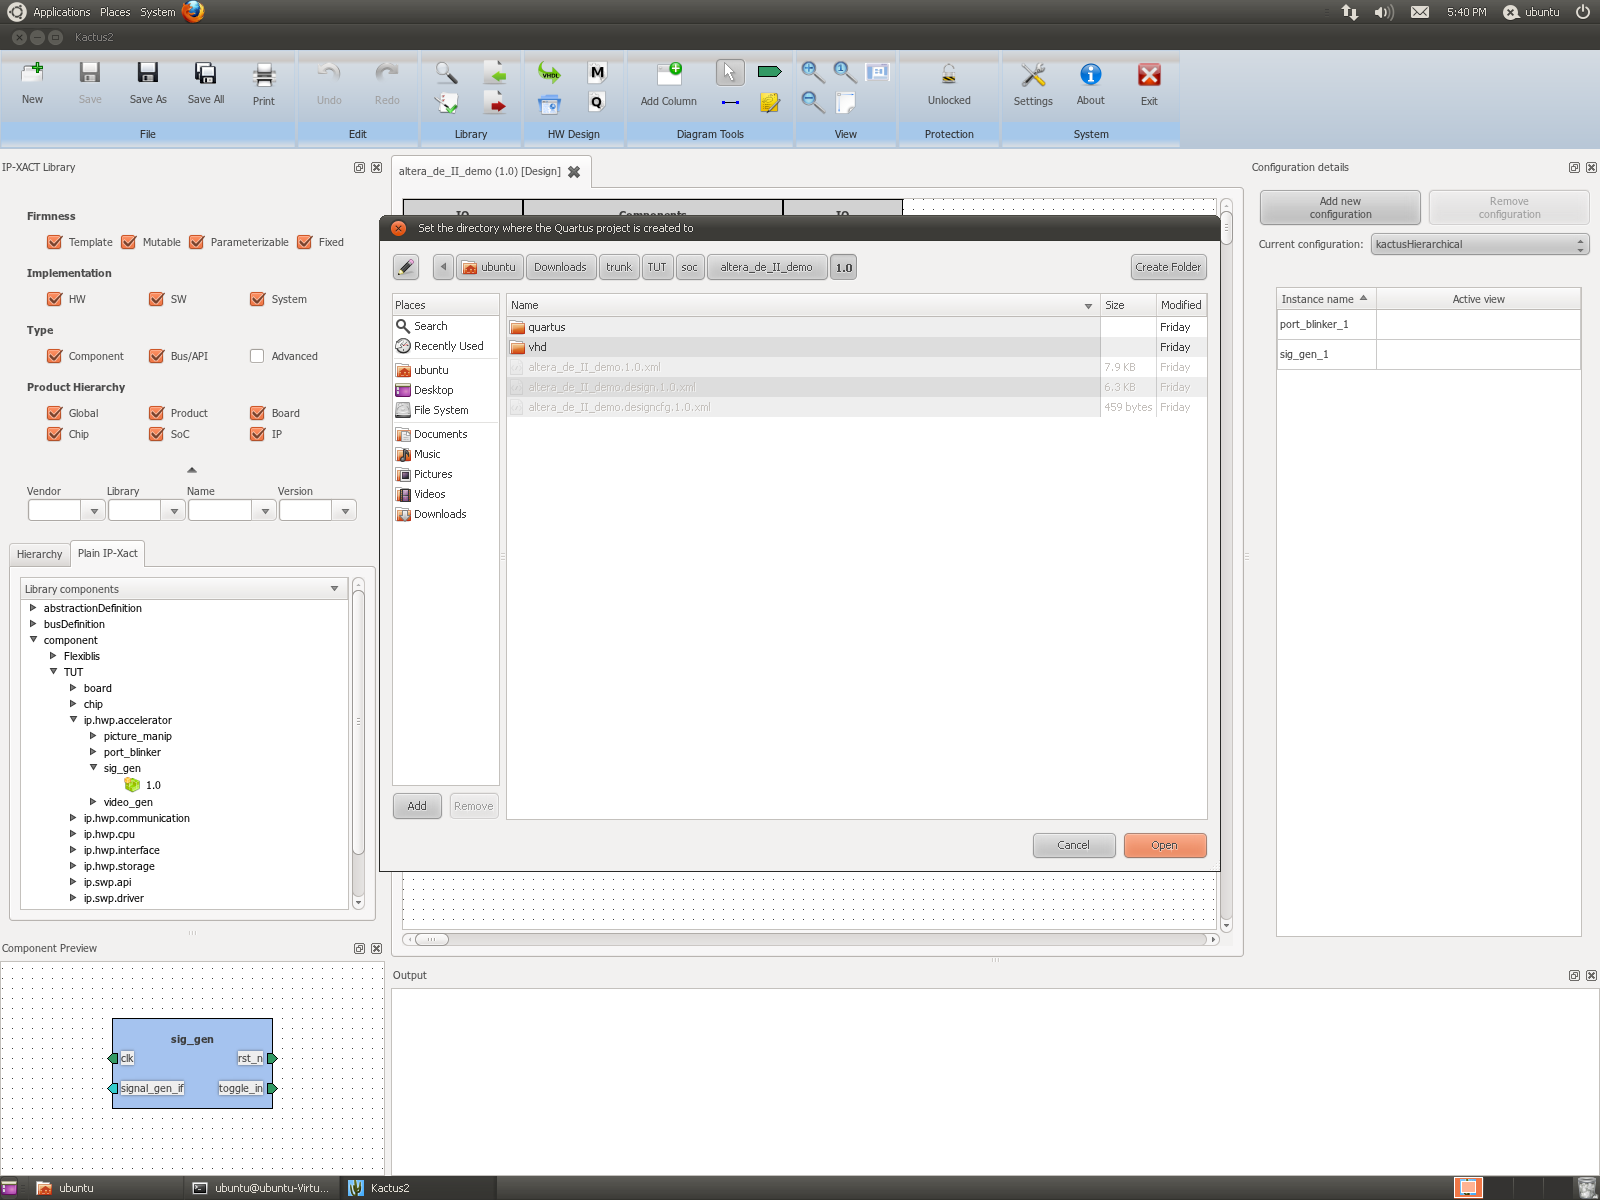 Applications Places System
5:40 PM ubuntu
Kactus2
New Save Save As Save All Print
File
Undo Redo
Edit
Library
VHDL M Q
HW Design
Add Column
Diagram Tools
View
Unlocked
Protection
Settings About Exit
System
IP-XACT Library
Firmness
Template Mutable Parameterizable Fixed
Implementation
HW SW System
Type
Component Bus/API Advanced
Product Hierarchy
Global Product Board
Chip SoC IP
Vendor Library Name Version
Hierarchy Plain IP-Xact
Library components
abstractionDefinition
busDefinition
component
Flexiblis
TUT
board
chip
ip.hwp.accelerator
picture_manip
port_blinker
sig_gen
1.0
video_gen
ip.hwp.communication
ip.hwp.cpu
ip.hwp.interface
ip.hwp.storage
ip.swp.api
ip.swp.driver
Component Preview
sig_gen
clk rst_n
signal_gen_if toggle_in
altera_de_II_demo (1.0) [Design]
IO Components IO
Set the directory where the Quartus project is created to
ubuntu Downloads trunk TUT soc altera_de_II_demo 1.0 Create Folder
Places
Search
Recently Used
ubuntu
Desktop
File System
Documents
Music
Pictures
Videos
Downloads
Add Remove
Name Size Modified
quartus Friday
vhd Friday
altera_de_II_demo.1.0.xml 7.9 KB Friday
altera_de_II_demo.design.1.0.xml 6.3 KB Friday
altera_de_II_demo.designcfg.1.0.xml 459 bytes Friday
Cancel Open
Output
Configuration details
Add new configuration
Remove configuration
Current configuration: kactusHierarchical
Instance name Active view
port_blinker_1
sig_gen_1
ubuntu ubuntu@ubuntu-Virtu... Kactus2